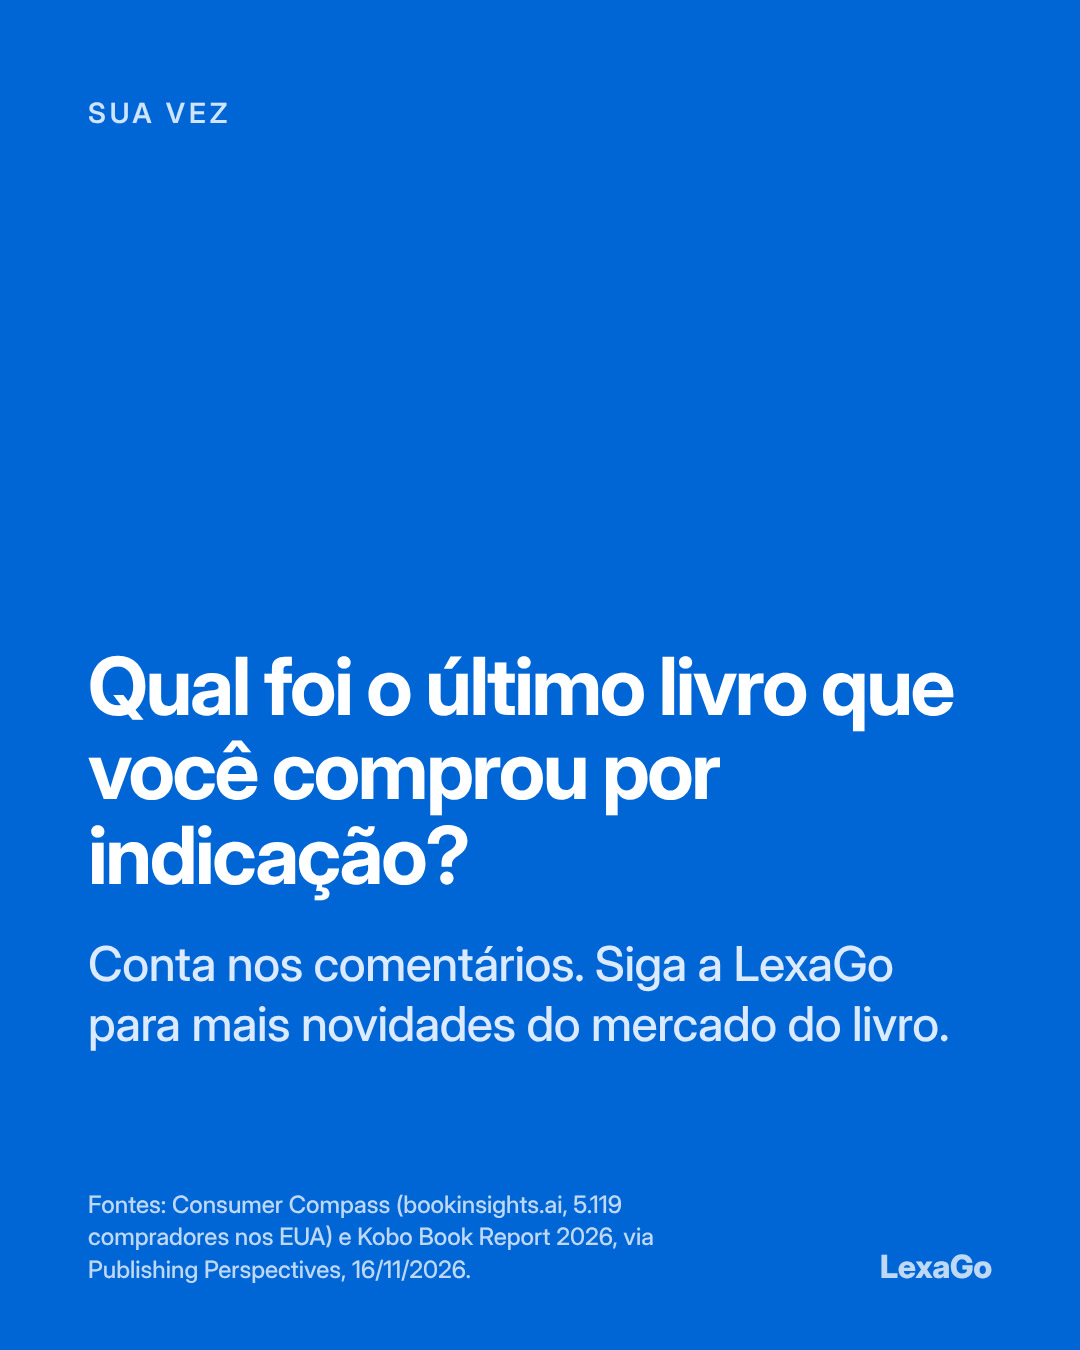 SUA VEZ
Qual foi o último livro que
você comprou por
indicação?
Conta nos comentários. Siga a LexaGo
para mais novidades do mercado do livro.
Fontes: Consumer Compass (bookinsights.ai, 5.119
compradores nos EUA) e Kobo Book Report 2026, via
Publishing Perspectives, 16/11/2026.
LexaGo